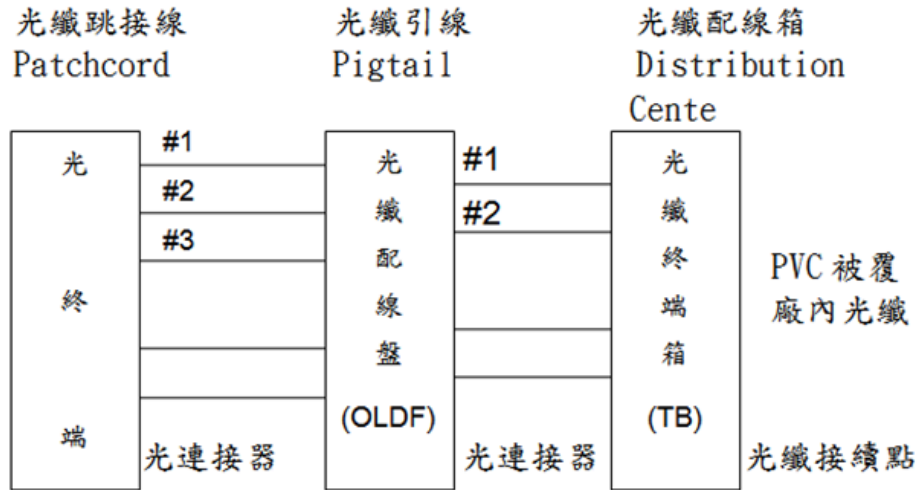 光纖跳接線
Patchcord
光纖引線
Pigtail
光纖配線箱
Distribution
Cente
光終端
#1
#2
#3
光連接器
光纖配線盤
(OLDF)
#1
#2
光連接器
光纖終端箱
(TB)
PVC被覆
廠內光纖
光纖接續點